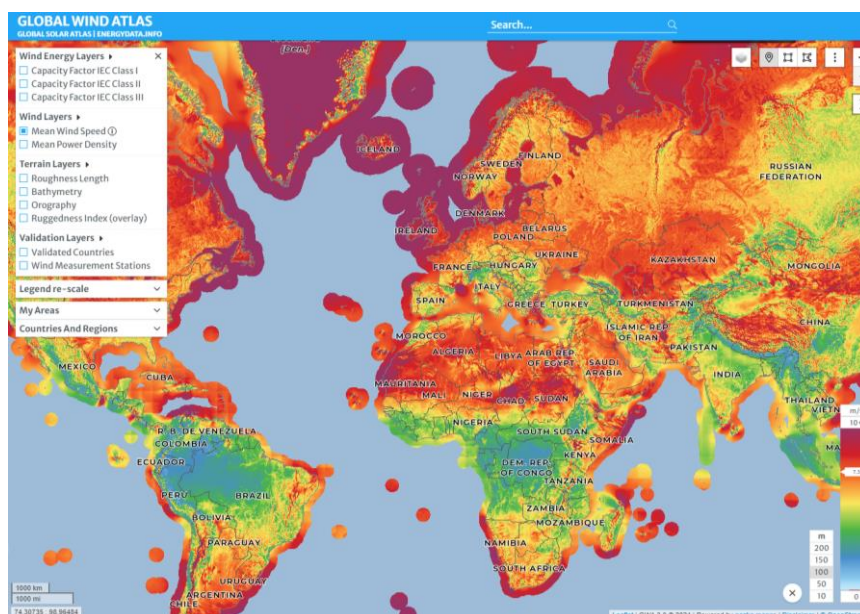 GLOBAL WIND ATLAS
GLOBAL SOLAR ATLAS | ENERGYDATA.INFO
Search...
Wind Energy Layers
Capacity Factor IEC Class I
Capacity Factor IEC Class II
Capacity Factor IEC Class III
Wind Layers
Mean Wind Speed
Mean Power Density
Terrain Layers
Roughness Length
Bathymetry
Orography
Ruggedness Index (overlay)
Validation Layers
Validated Countries
Wind Measurement Stations
Legend re-scale
My Areas
Countries And Regions
(Den.)
ICELAND
SWEDEN
FINLAND
NORWAY
RUSSIAN
FEDERATION
DENMARK
IRELAND
BELARUS
POLAND
UKRAINE
FRANCE
HUNGARY
KAZAKHSTAN
MONGOLIA
ITALY
SPAIN
GREECE
TURKEY
TURKMENISTAN
MOROCCO
ISLAMIC REP.
OF IRAN
CHINA
ALGERIA
LIBYA
ARAB REP.
OF EGYPT
PAKISTAN
SAUDI
ARABIA
MEXICO
CUBA
MAURITANIA
MALI
NIGER
CHAD
SUDAN
INDIA
THAILAND
VIETN
R. B. DE VENEZUELA
COLOMBIA
NIGERIA
SOUTH SUDAN
SOMALIA
ECUADOR
KENYA
DEM. REP.
OF CONGO
TANZANIA
PERU
BRAZIL
ZAMBIA
MOZAMBIQUE
BOLIVIA
PARAGUAY
NAMIBIA
SOUTH AFRICA
URUGUAY
ARGENTINA
CHILE
m
200
150
100
50
10
1000 km
1000 mi